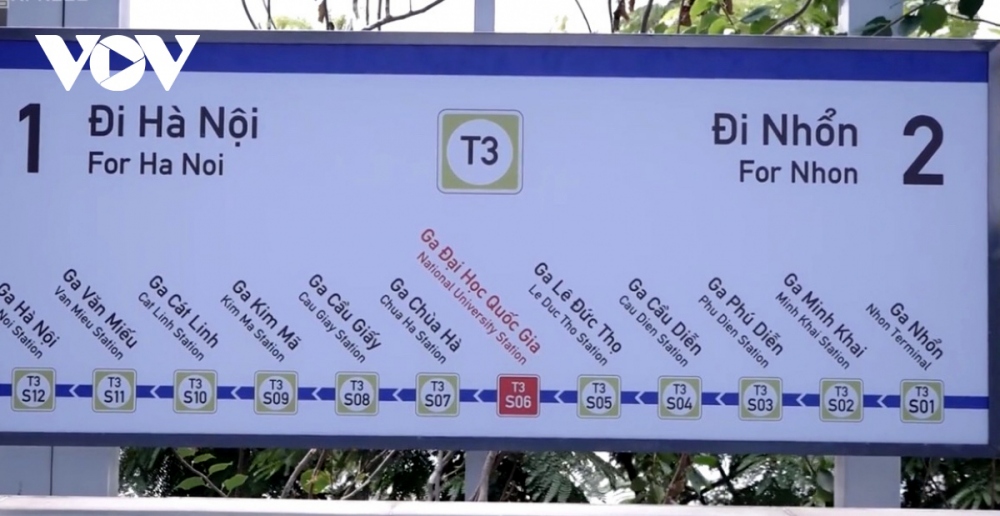 VOV
1
Đi Hà Nội
For Ha Noi
T3
Đi Nhổn
For Nhon
2
Ga Hà Nội
Noi Station
Ga Văn Miếu
Van Mieu Station
Ga Cát Linh
Cat Linh Station
Ga Kim Mã
Kim Ma Station
Ga Cầu Giấy
Cau Giay Station
Ga Chùa Hà
Chua Ha Station
Ga Đại Học Quốc Gia
National University Station
Ga Lê Đức Thọ
Le Duc Tho Station
Ga Cầu Diễn
Cau Dien Station
Ga Phú Diễn
Phu Dien Station
Ga Minh Khai
Minh Khai Station
Ga Nhổn
Nhon Terminal
T3
S12
T3
S11
T3
S10
T3
S09
T3
S08
T3
S07
T3
S06
T3
S05
T3
S04
T3
S03
T3
S02
T3
S01